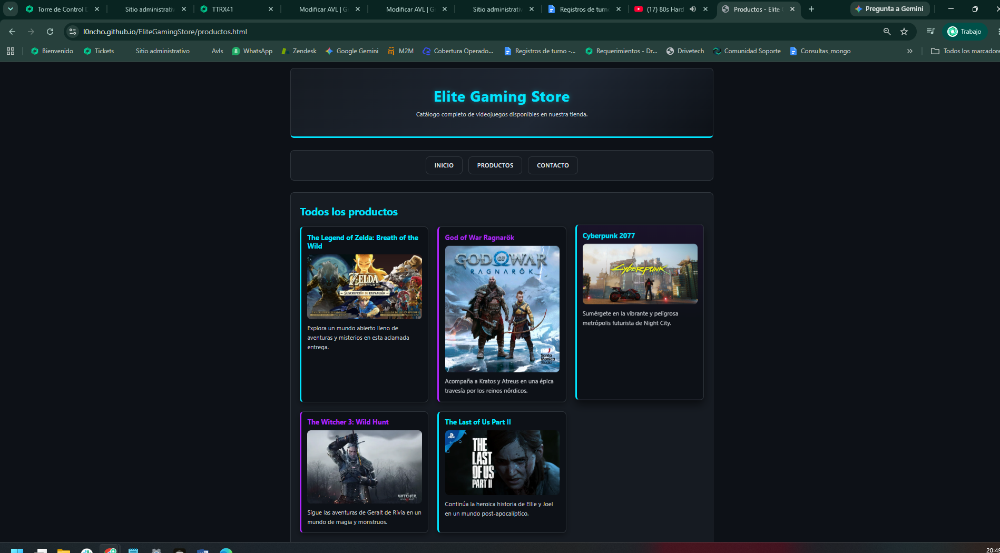 Torre de Control D
Sitio administrativ
TTRX41
Modificar AVL | G
Modificar AVL | G
Sitio administrativ
Registros de turno
(17) 80s Hard
Productos - Elite G
Pregunta a Gemini
l0ncho.github.io/EliteGamingStore/productos.html
Trabajo
Bienvenido
Tickets
Sitio administrativo
Avls
8 WhatsApp
Zendesk
Google Gemini
M2M
Cobertura Operado...
Registros de turno -...
Requerimientos - Dr...
Drivetech
Comunidad Soporte
Consultas_mongo
Todos los marcadore
Elite Gaming Store
Catálogo completo de videojuegos disponibles en nuestra tienda.
INICIO
PRODUCTOS
CONTACTO
Todos los productos
The Legend of Zelda: Breath of the
Wild
ZELDA
SUSCRIPCIÓN DE EXPANSIÓN
Explora un mundo abierto lleno de
aventuras y misterios en esta aclamada
entrega.
God of War Ragnarök
GOD OF WAR
RAGNARÖK
Santa
Monica
Studio
Acompaña a Kratos y Atreus en una épica
travesía por los reinos nórdicos.
Cyberpunk 2077
Cyberpunk
Sumérgete en la vibrante y peligrosa
metrópolis futurista de Night City.
The Witcher 3: Wild Hunt
THE
WITCHER
WILD HUNT
Sigue las aventuras de Geralt de Rivia en un
mundo de magia y monstruos.
The Last of Us Part II
THE
LAST
OF US
PART II
Continúa la heroica historia de Ellie y Joel
en un mundo post-apocalíptico.
20:49